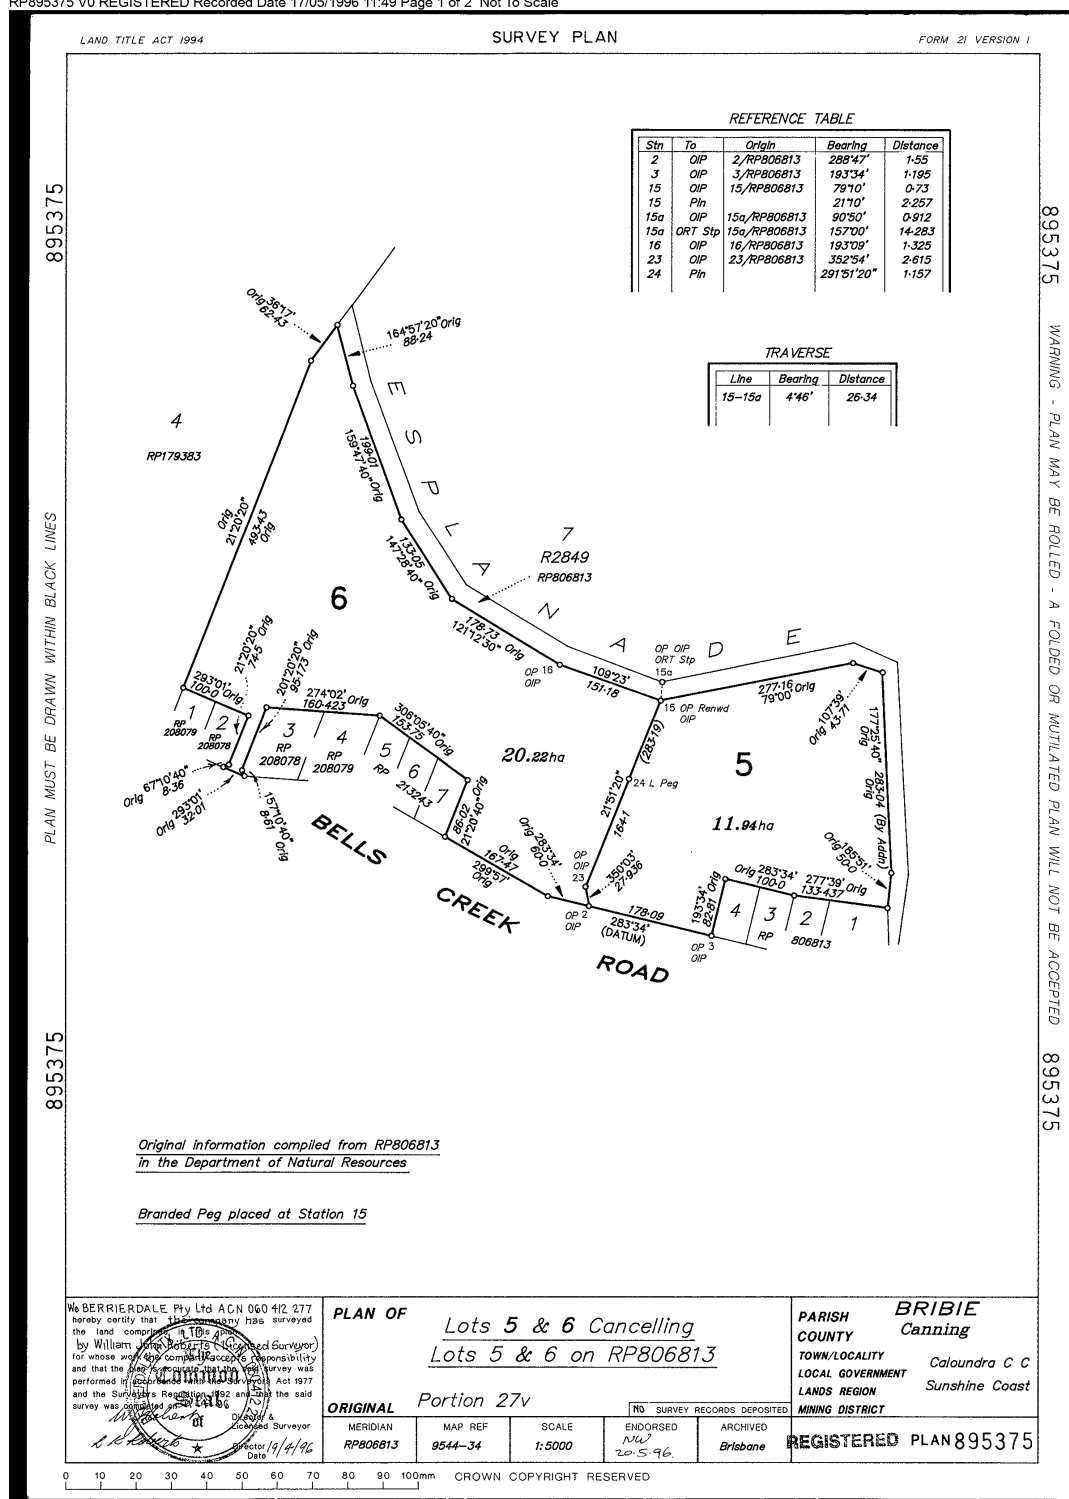 RP895375 V0 REGISTERED Recorded Date 17/05/1996 11:49 Page 1 of 2 Not To Scale
LAND TITLE ACT 1994
SURVEY PLAN
FORM 21 VERSION 1
895375
895375
PLAN MUST BE DRAWN WITHIN BLACK LINES
895375
WARNING - PLAN MAY BE ROLLED - A FOLDED OR MUTILATED PLAN WILL NOT BE ACCEPTED
895375
REFERENCE TABLE
Stn To Origin Bearing Distance
2 OIP 2/RP806813 288°47' 1·55
3 OIP 3/RP806813 193°34' 1·195
15 OIP 15/RP806813 79°10' 0·73
15 Pin 21°10' 2·257
15a OIP 15a/RP806813 90°50' 0·912
15a ORT Stp 15a/RP806813 157°00' 14·283
16 OIP 16/RP806813 193°09' 1·325
23 OIP 23/RP806813 352°54' 2·615
24 Pin 291°51'20" 1·157
TRAVERSE
Line Bearing Distance
15-15a 4°46' 26·34
Orig 36°17'
62·43
164°57'20" Orig
88·24
4
RP179383
Orig
21°20'20"
493·43
Orig
199·01
159°47'40" Orig
133·05
147°28'40" Orig
178·73
121°12'30" Orig
ESPLANADE
7
R2849
RP806813
6
OP 16
OIP
109°23'
151·18
OP OIP
ORT Stp
15a
15 OP Renwd
OIP
277·16 Orig
79°00'
107°39'
Orig 43·71
177°25'40"
Orig
283·04 (By Addn)
Orig
185°51'
50·0
293°01'
100·0 Orig
21°20'20"
74·5 Orig
201°20'20"
95·173 Orig
274°02' Orig
160·423
306°05'40"
153·75 Orig
1
RP
208079
2
RP
208078
3
RP
208078
4
RP
208079
5
RP
6
213243
7
67°10'40"
Orig 8·36
293°01'
Orig 32·01
157°10'40"
8·61 Orig
86·02
21°20'40"
Orig
20.22ha
(283·19)
24 L Peg
21°51'20"
164·1
5
11.94ha
Orig
167·47
299°57'
Orig
283°34'
Orig 60·0
OP
OIP
23
350°03'
27·936
OP 2
OIP
178·09
283°34'
(DATUM)
OP 3
OIP
193°34'
82·81 Orig
Orig 283°34'
100·0
277°39'
133·437 Orig
4
3
RP
2
806813
1
BELLS CREEK ROAD
Original information compiled from RP806813
in the Department of Natural Resources
Branded Peg placed at Station 15
We BERRIERDALE Pty Ltd ACN 060 412 277
hereby certify that the company has surveyed
the land comprised in this plan
by William John Roberts (Licensed Surveyor)
for whose work the company accepts responsibility
and that the plan is accurate, that the said survey was
performed in accordance with the Surveyors Act 1977
and the Surveyors Regulation 1992 and that the said
survey was completed on
The
Common
Seal
of
Director &
Licensed Surveyor
Director 19/4/96
Date
PLAN OF
Lots 5 & 6 Cancelling
Lots 5 & 6 on RP806813
ORIGINAL
Portion 27v
NO SURVEY RECORDS DEPOSITED
MERIDIAN
RP806813
MAP REF
9544-34
SCALE
1:5000
ENDORSED
NW
20·5·96.
ARCHIVED
Brisbane
PARISH BRIBIE
COUNTY Canning
TOWN/LOCALITY
LOCAL GOVERNMENT Caloundra C C
LANDS REGION Sunshine Coast
MINING DISTRICT
REGISTERED PLAN 895375
0 10 20 30 40 50 60 70 80 90 100mm
CROWN COPYRIGHT RESERVED